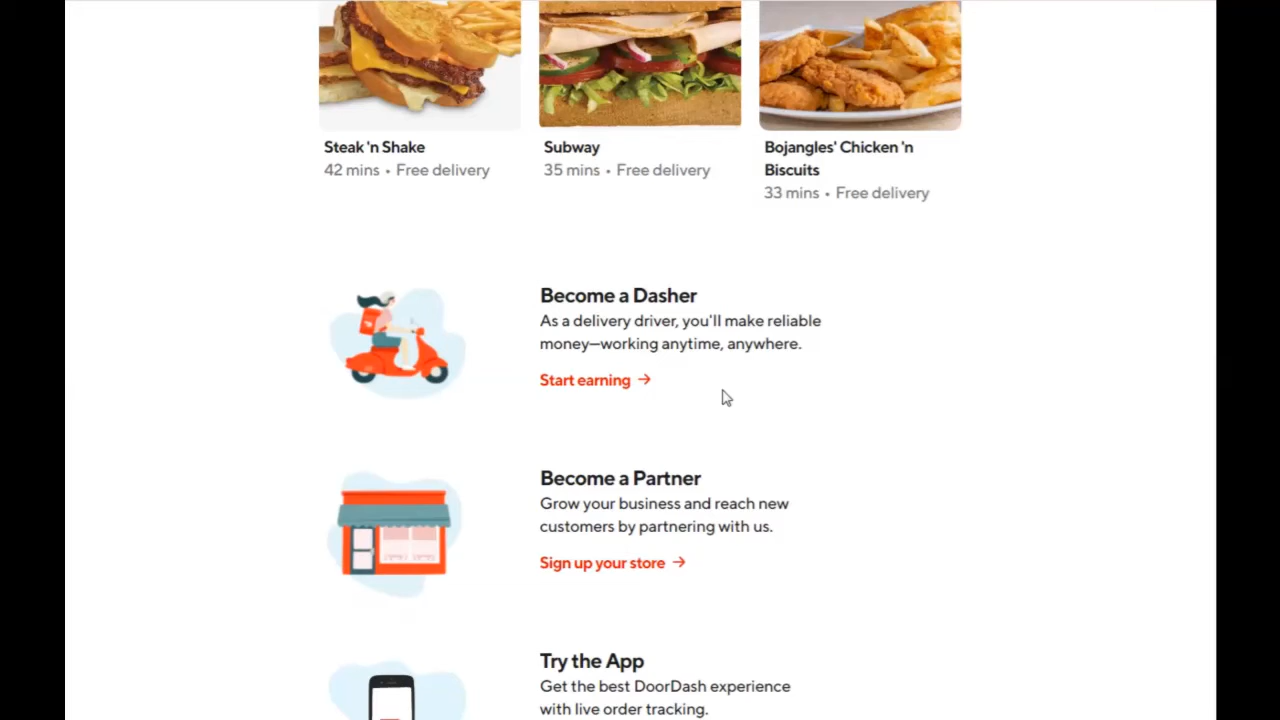 Steak 'n Shake
42 mins • Free delivery
Subway
35 mins • Free delivery
Bojangles' Chicken 'n
Biscuits
33 mins • Free delivery
Become a Dasher
As a delivery driver, you'll make reliable
money—working anytime, anywhere.
Start earning →
Become a Partner
Grow your business and reach new
customers by partnering with us.
Sign up your store →
Try the App
Get the best DoorDash experience
with live order tracking.